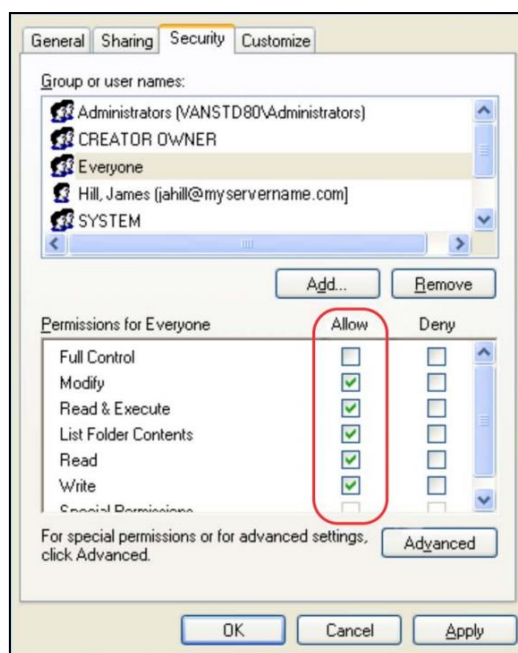 General Sharing Security Customize
Group or user names:
Administrators (VANSTD80\Administrators)
CREATOR OWNER
Everyone
Hill, James (jahill@myservername.com)
SYSTEM
Add... Remove
Permissions for Everyone Allow Deny
Full Control
Modify
Read & Execute
List Folder Contents
Read
Write
Special Permissions
For special permissions or for advanced settings,
click Advanced.
Advanced
OK Cancel Apply